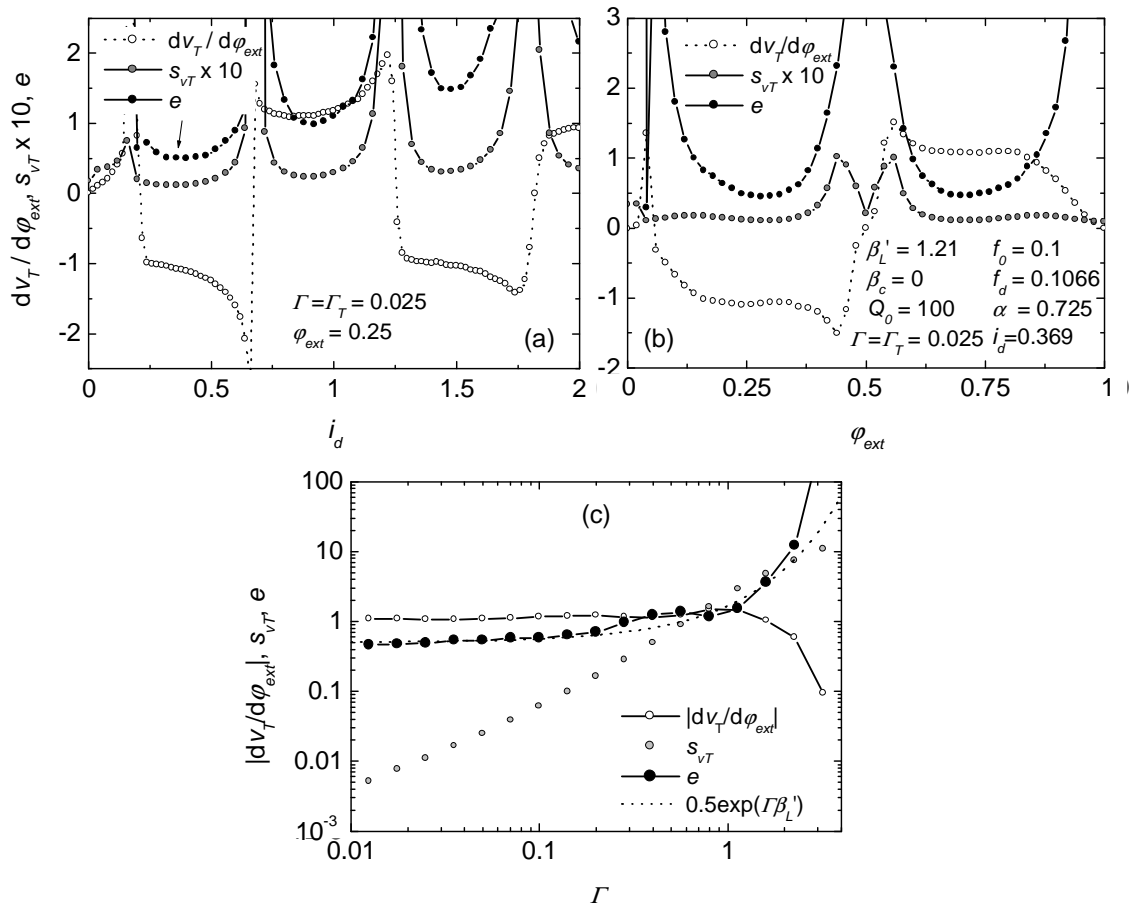 dv_T / dφ_ext, s_vT x 10, e
2
1
0
-1
-2
dv_T / dφ_ext
s_vT x 10
e
Γ=Γ_T = 0.025
φ_ext = 0.25
(a)
0
0.5
1
1.5
2
i_d
3
2
1
0
-1
-2
dv_T/dφ_ext
s_vT x 10
e
β_L' = 1.21 f_0 = 0.1
β_c = 0 f_d = 0.1066
Q_0 = 100 α = 0.725
Γ=Γ_T = 0.025 i_d=0.369
(b)
0
0.25
0.50
0.75
1
φ_ext
|dv_T/dφ_ext|, s_vT, e
100
10
1
0.1
0.01
10^-3
(c)
|dv_T/dφ_ext|
s_vT
e
0.5exp(Γβ_L')
0.01
0.1
1
Γ